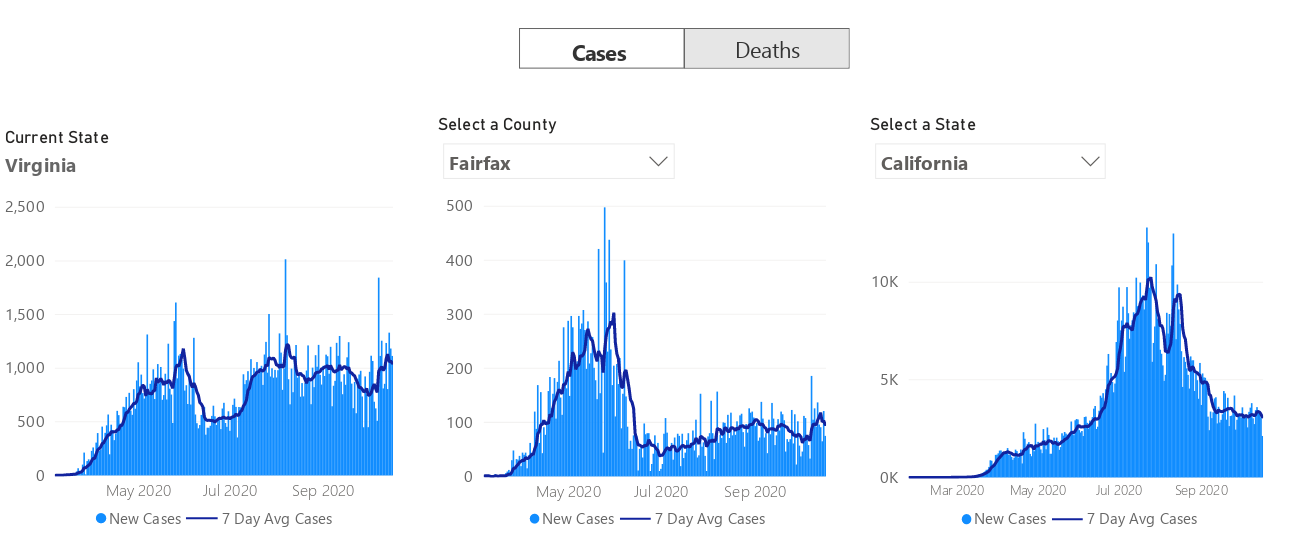 Cases Deaths
Current State
Virginia
2,500
2,000
1,500
1,000
500
0
May 2020 Jul 2020 Sep 2020
New Cases 7 Day Avg Cases
Select a County
Fairfax
500
400
300
200
100
0
May 2020 Jul 2020 Sep 2020
New Cases 7 Day Avg Cases
Select a State
California
10K
5K
0K
Mar 2020 May 2020 Jul 2020 Sep 2020
New Cases 7 Day Avg Cases